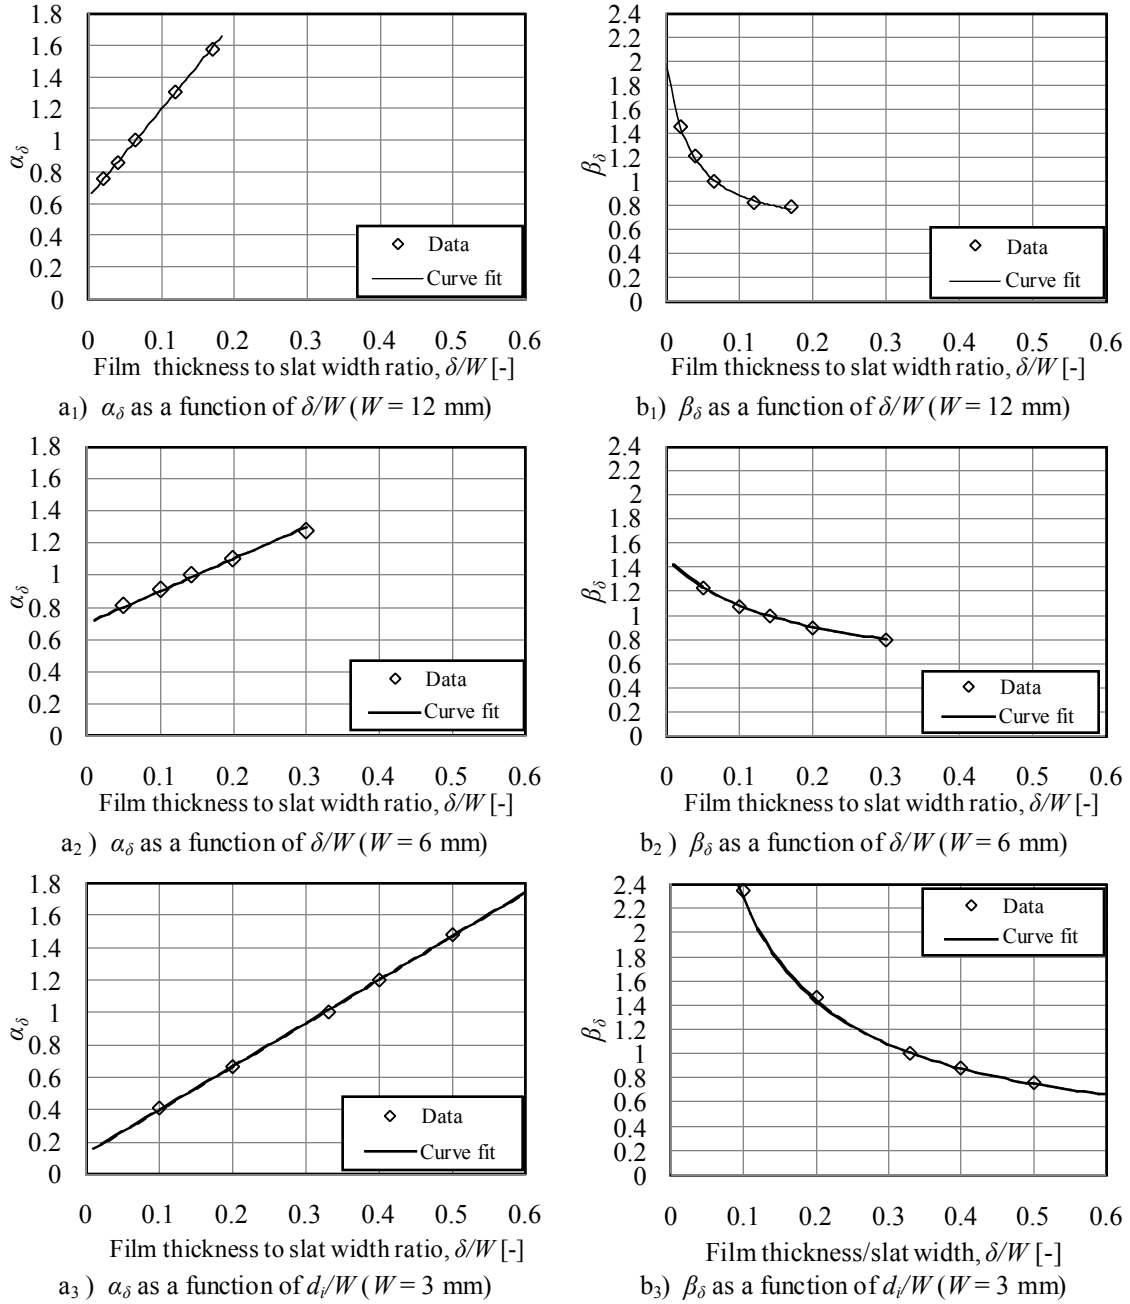 1.8
1.6
1.4
1.2
1
0.8
0.6
0.4
0.2
0
αδ
Data
Curve fit
0 0.1 0.2 0.3 0.4 0.5 0.6
Film thickness to slat width ratio, δ/W [-]
a1) αδ as a function of δ/W (W = 12 mm)
2.4
2.2
2
1.8
1.6
1.4
1.2
1
0.8
0.6
0.4
0.2
0
βδ
Data
Curve fit
0 0.1 0.2 0.3 0.4 0.5 0.6
Film thickness to slat width ratio, δ/W [-]
b1) βδ as a function of δ/W (W = 12 mm)
1.8
1.6
1.4
1.2
1
0.8
0.6
0.4
0.2
0
αδ
Data
Curve fit
0 0.1 0.2 0.3 0.4 0.5 0.6
Film thickness to slat width ratio, δ/W [-]
a2 ) αδ as a function of δ/W (W = 6 mm)
2.4
2.2
2
1.8
1.6
1.4
1.2
1
0.8
0.6
0.4
0.2
0
βδ
Data
Curve fit
0 0.1 0.2 0.3 0.4 0.5 0.6
Film thickness to slat width ratio, δ/W [-]
b2 ) βδ as a function of δ/W (W = 6 mm)
1.8
1.6
1.4
1.2
1
0.8
0.6
0.4
0.2
0
αδ
Data
Curve fit
0 0.1 0.2 0.3 0.4 0.5 0.6
Film thickness to slat width ratio, δ/W [-]
a3 ) αδ as a function of di/W (W = 3 mm)
2.4
2.2
2
1.8
1.6
1.4
1.2
1
0.8
0.6
0.4
0.2
0
βδ
Data
Curve fit
0 0.1 0.2 0.3 0.4 0.5 0.6
Film thickness/slat width, δ/W [-]
b3) βδ as a function of di/W (W = 3 mm)